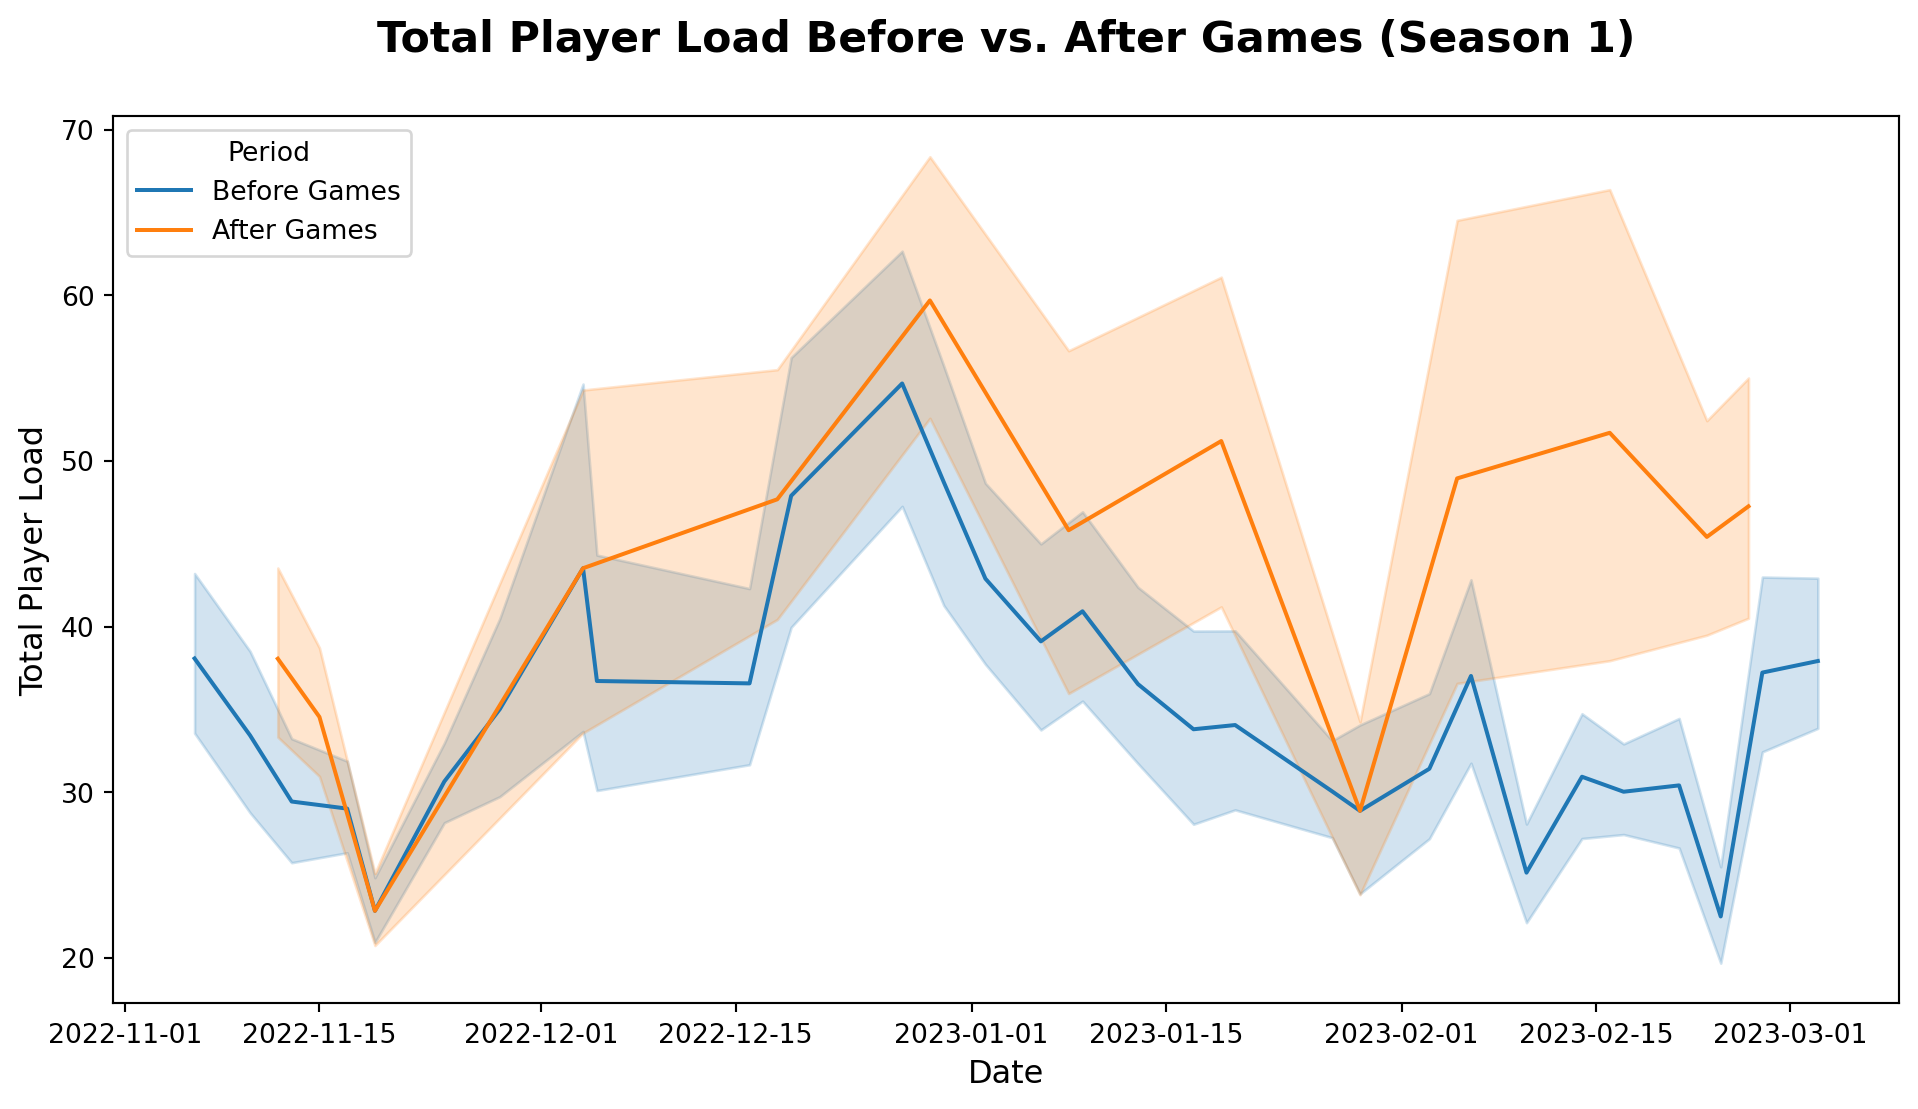 Total Player Load Before vs. After Games (Season 1)
70
60
50
40
30
20
Total Player Load
Period
Before Games
After Games
2022-11-01
2022-11-15
2022-12-01
2022-12-15
2023-01-01
2023-01-15
2023-02-01
2023-02-15
2023-03-01
Date